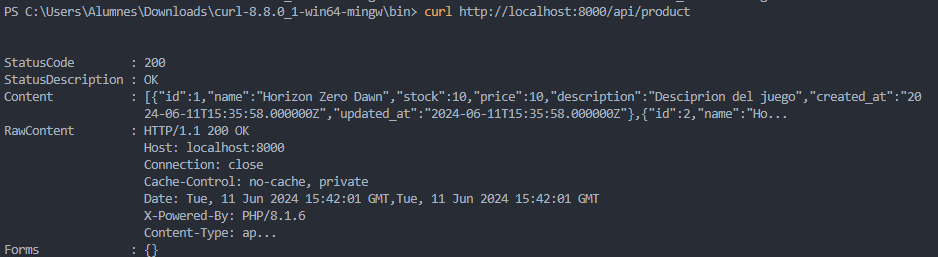 PS C:\Users\Alumnes\Downloads\curl-8.8.0_1-win64-mingw\bin> curl http://localhost:8000/api/product
StatusCode        : 200
StatusDescription : OK
Content           : [{"id":1,"name":"Horizon Zero Dawn","stock":10,"price":10,"description":"Desciprion del juego","created_at":"20
                    24-06-11T15:35:58.000000Z","updated_at":"2024-06-11T15:35:58.000000Z"},{"id":2,"name":"Ho...
RawContent        : HTTP/1.1 200 OK
                    Host: localhost:8000
                    Connection: close
                    Cache-Control: no-cache, private
                    Date: Tue, 11 Jun 2024 15:42:01 GMT,Tue, 11 Jun 2024 15:42:01 GMT
                    X-Powered-By: PHP/8.1.6
                    Content-Type: ap...
Forms             : {}